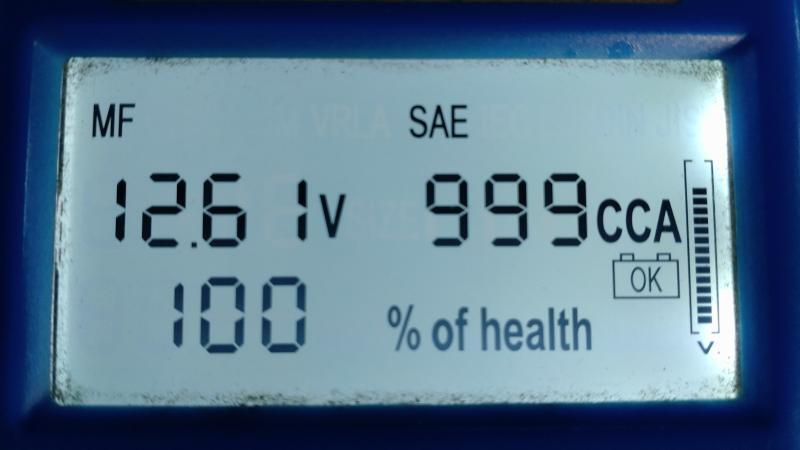 MF SAE
12.61V 999CCA
OK
100 % of health